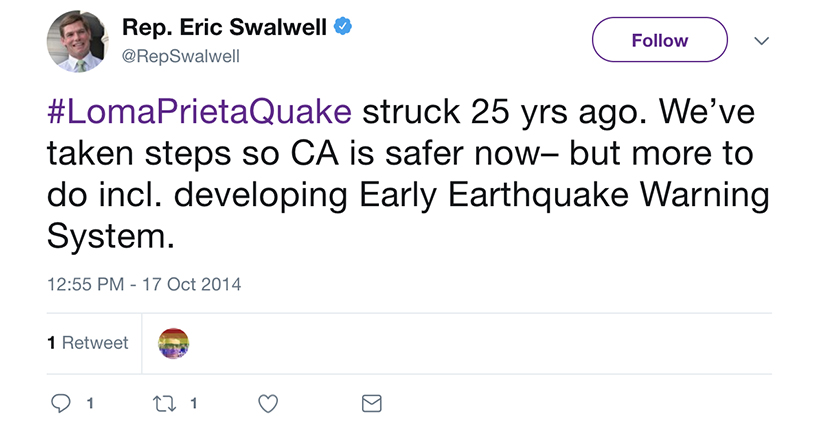 Rep. Eric Swalwell
@RepSwalwell
Follow
#LomaPrietaQuake struck 25 yrs ago. We’ve
taken steps so CA is safer now– but more to
do incl. developing Early Earthquake Warning
System.
12:55 PM - 17 Oct 2014
1 Retweet
1 1